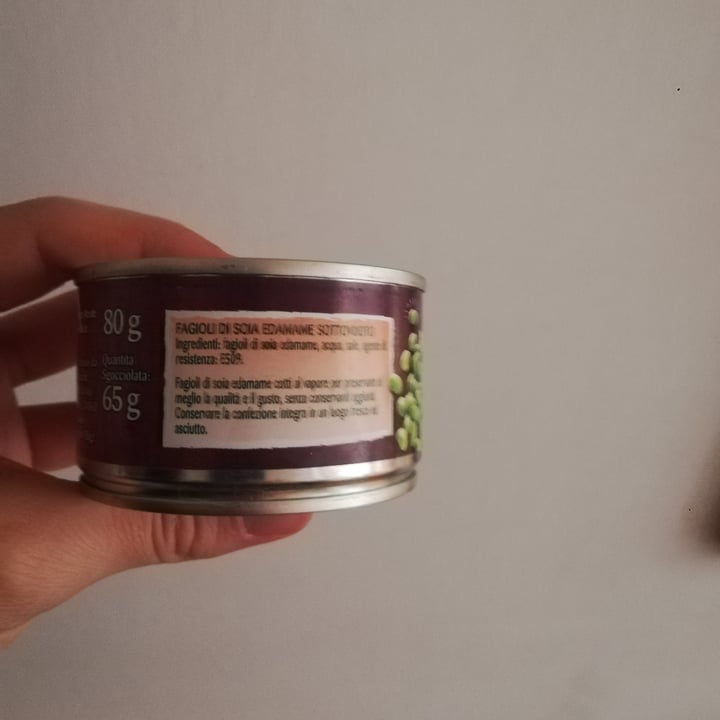 80 g
Quantità
Sgocciolata:
65 g
FAGIOLI DI SOIA EDAMAME SOTTOVUOTO
Ingredienti: fagioli di soia edamame, acqua, sale, agente di
resistenza: E509.
Fagioli di soia edamame cotti al vapore per preservare al
meglio la qualità e il gusto, senza conservanti aggiunti.
Conservare la confezione integra in un luogo fresco ed
asciutto.